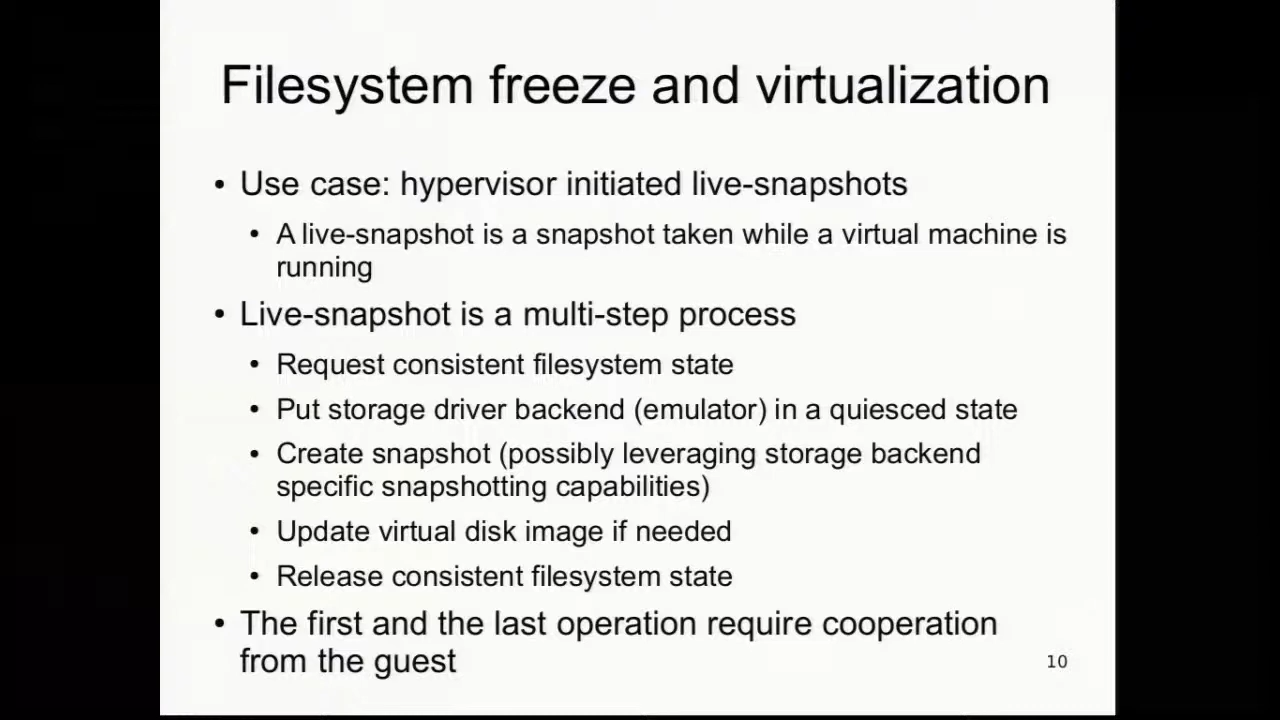 Filesystem freeze and virtualization
• Use case: hypervisor initiated live-snapshots
• A live-snapshot is a snapshot taken while a virtual machine is
running
• Live-snapshot is a multi-step process
• Request consistent filesystem state
• Put storage driver backend (emulator) in a quiesced state
• Create snapshot (possibly leveraging storage backend
specific snapshotting capabilities)
• Update virtual disk image if needed
• Release consistent filesystem state
• The first and the last operation require cooperation
from the guest
10